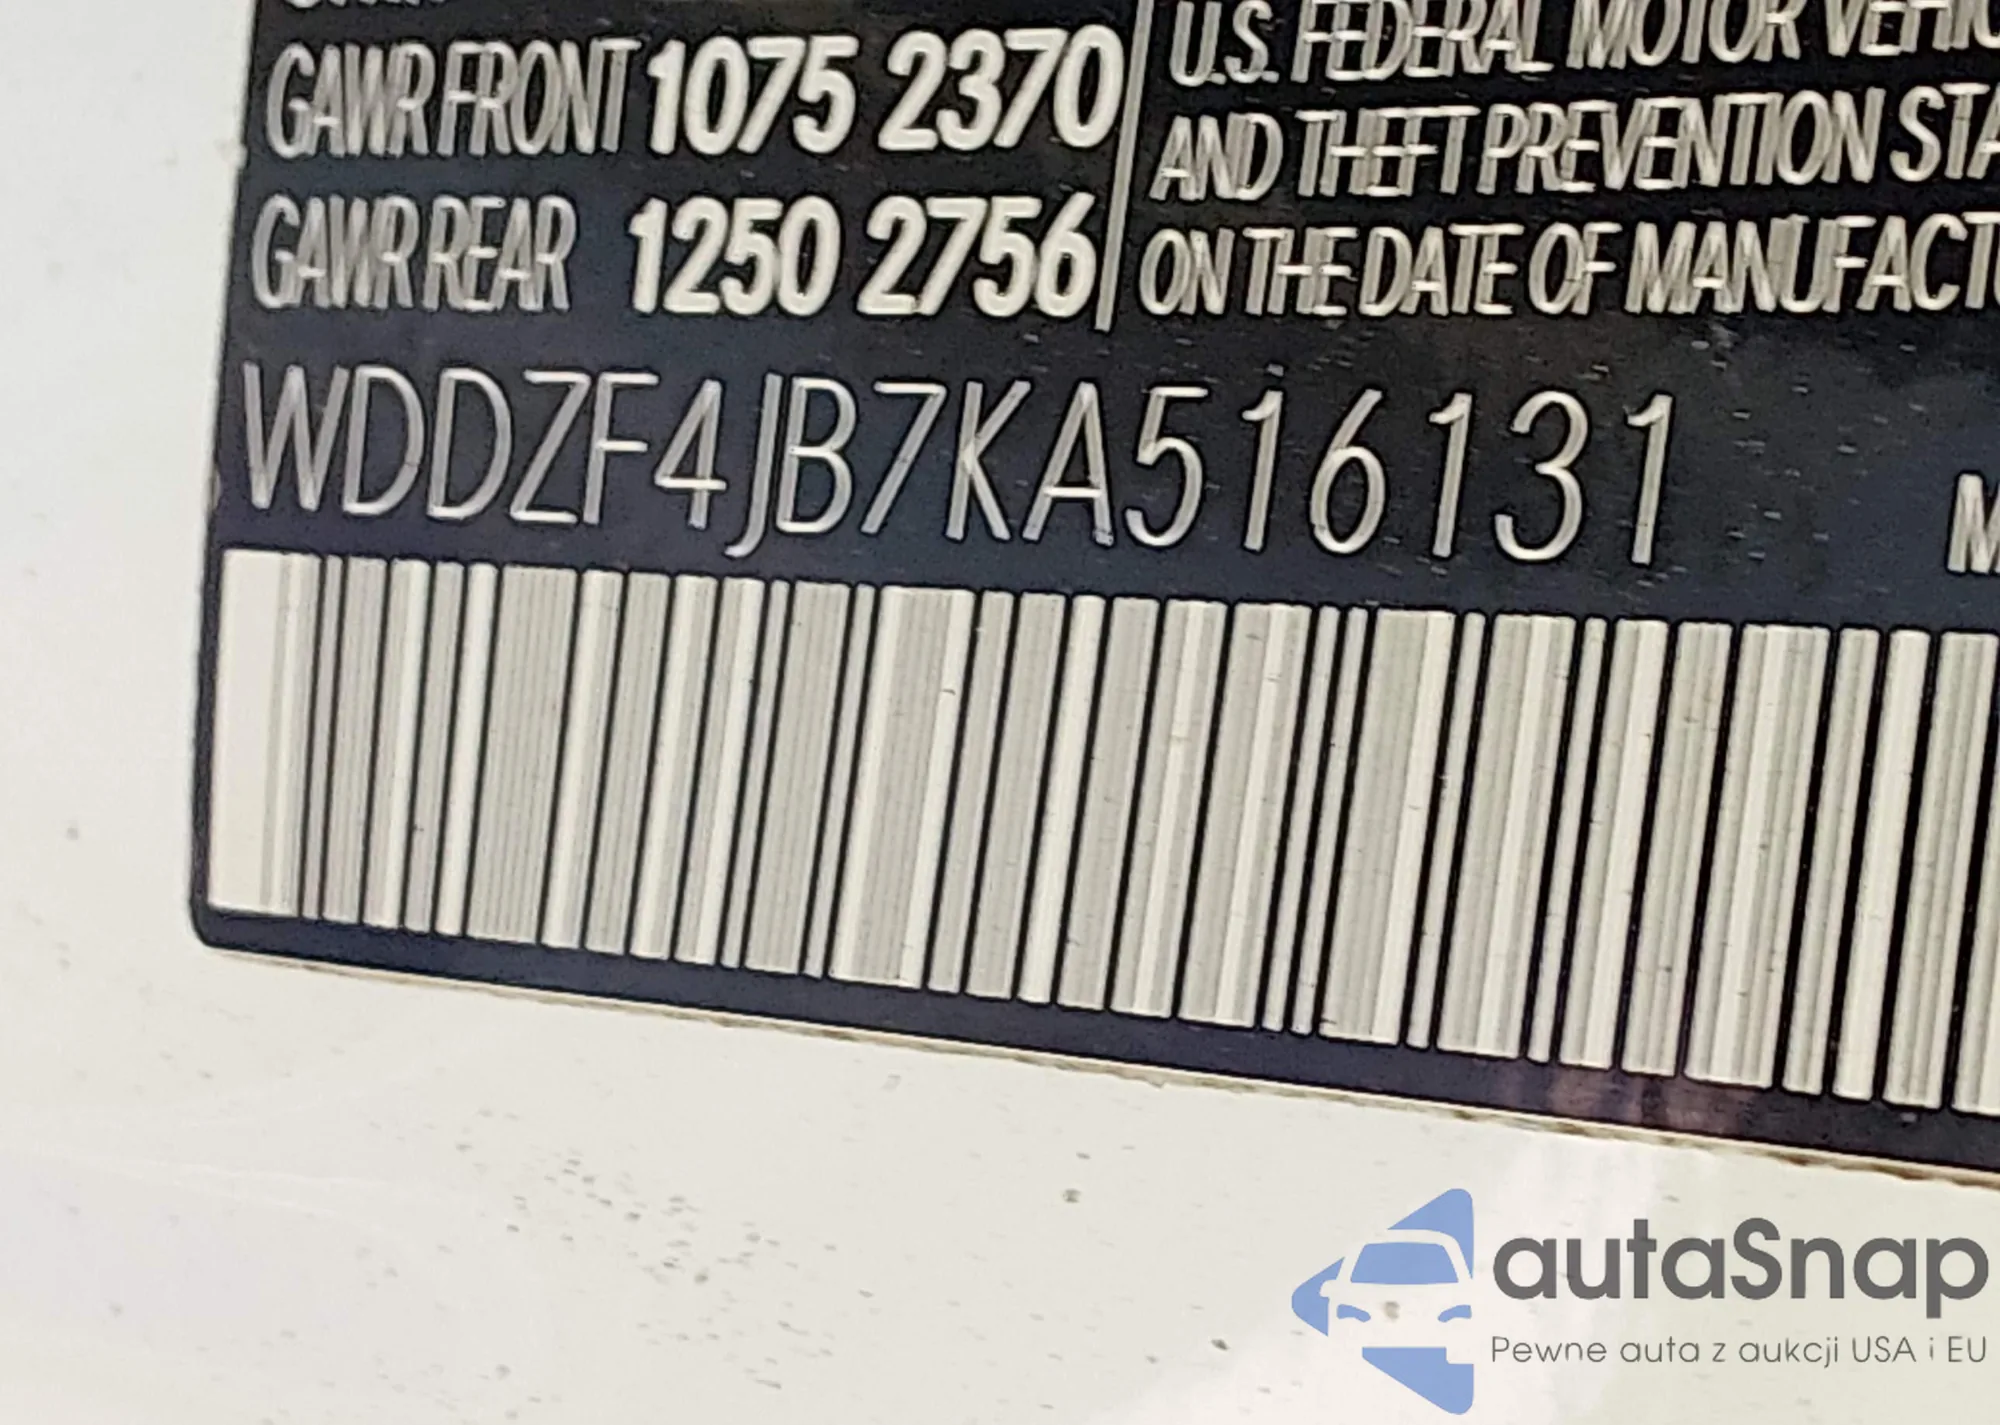 GAWR FRONT 1075 2370
GAWR REAR 1250 2756
U.S. FEDERAL MOTOR
AND THEFT PREVENTION
ON THE DATE OF
WDDZF4JB7KA516131
autaSnap
Pewne auta z aukcji USA i EU